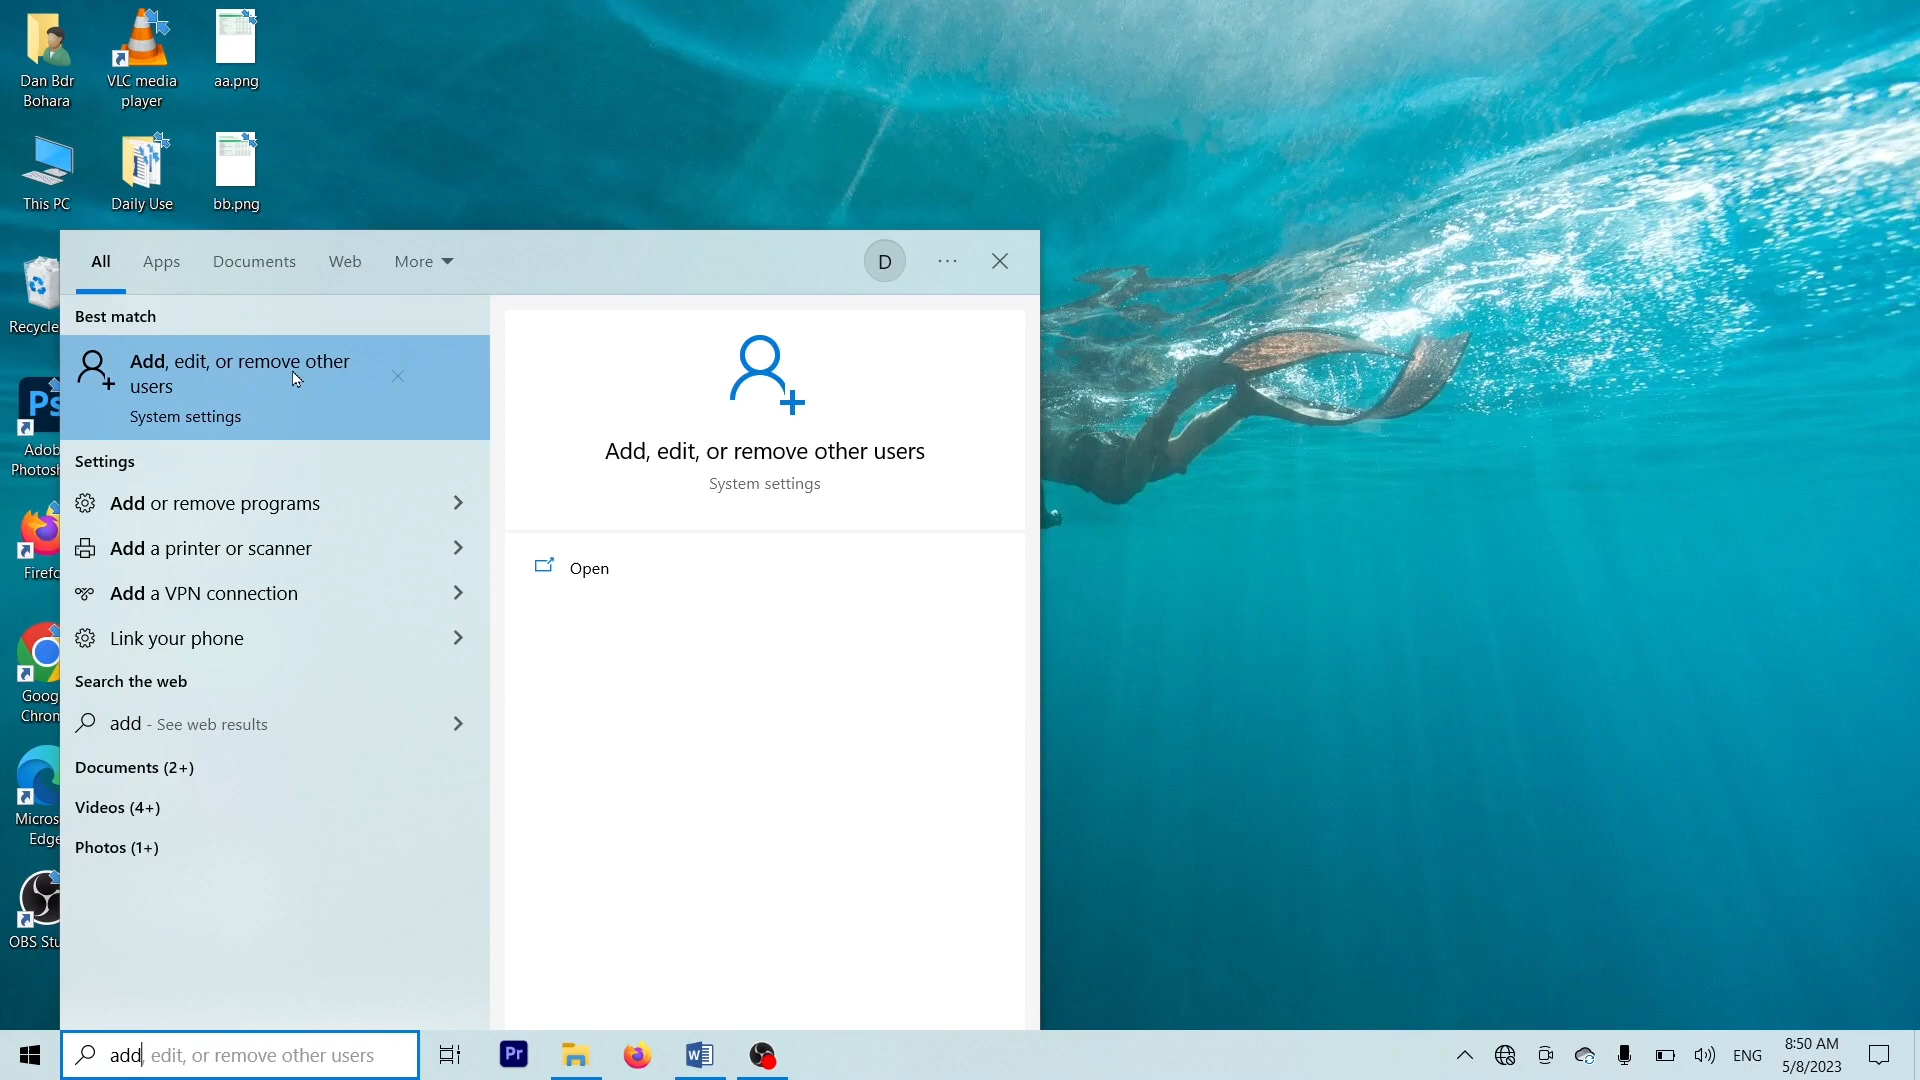 Dan Bdr
Bohara
VLC media
player
aa.png
This PC
Daily Use
bb.png
Recycle
Ps
Adob
Photosh
Firefo
Goog
Chrom
Micros
Edge
OBS Stu
All
Apps
Documents
Web
More
D
Best match
Add, edit, or remove other
users
System settings
Settings
Add or remove programs
Add a printer or scanner
Add a VPN connection
Link your phone
Search the web
add - See web results
Documents (2+)
Videos (4+)
Photos (1+)
Add, edit, or remove other users
System settings
Open
add, edit, or remove other users
Pr
W
ENG
8:50 AM
5/8/2023